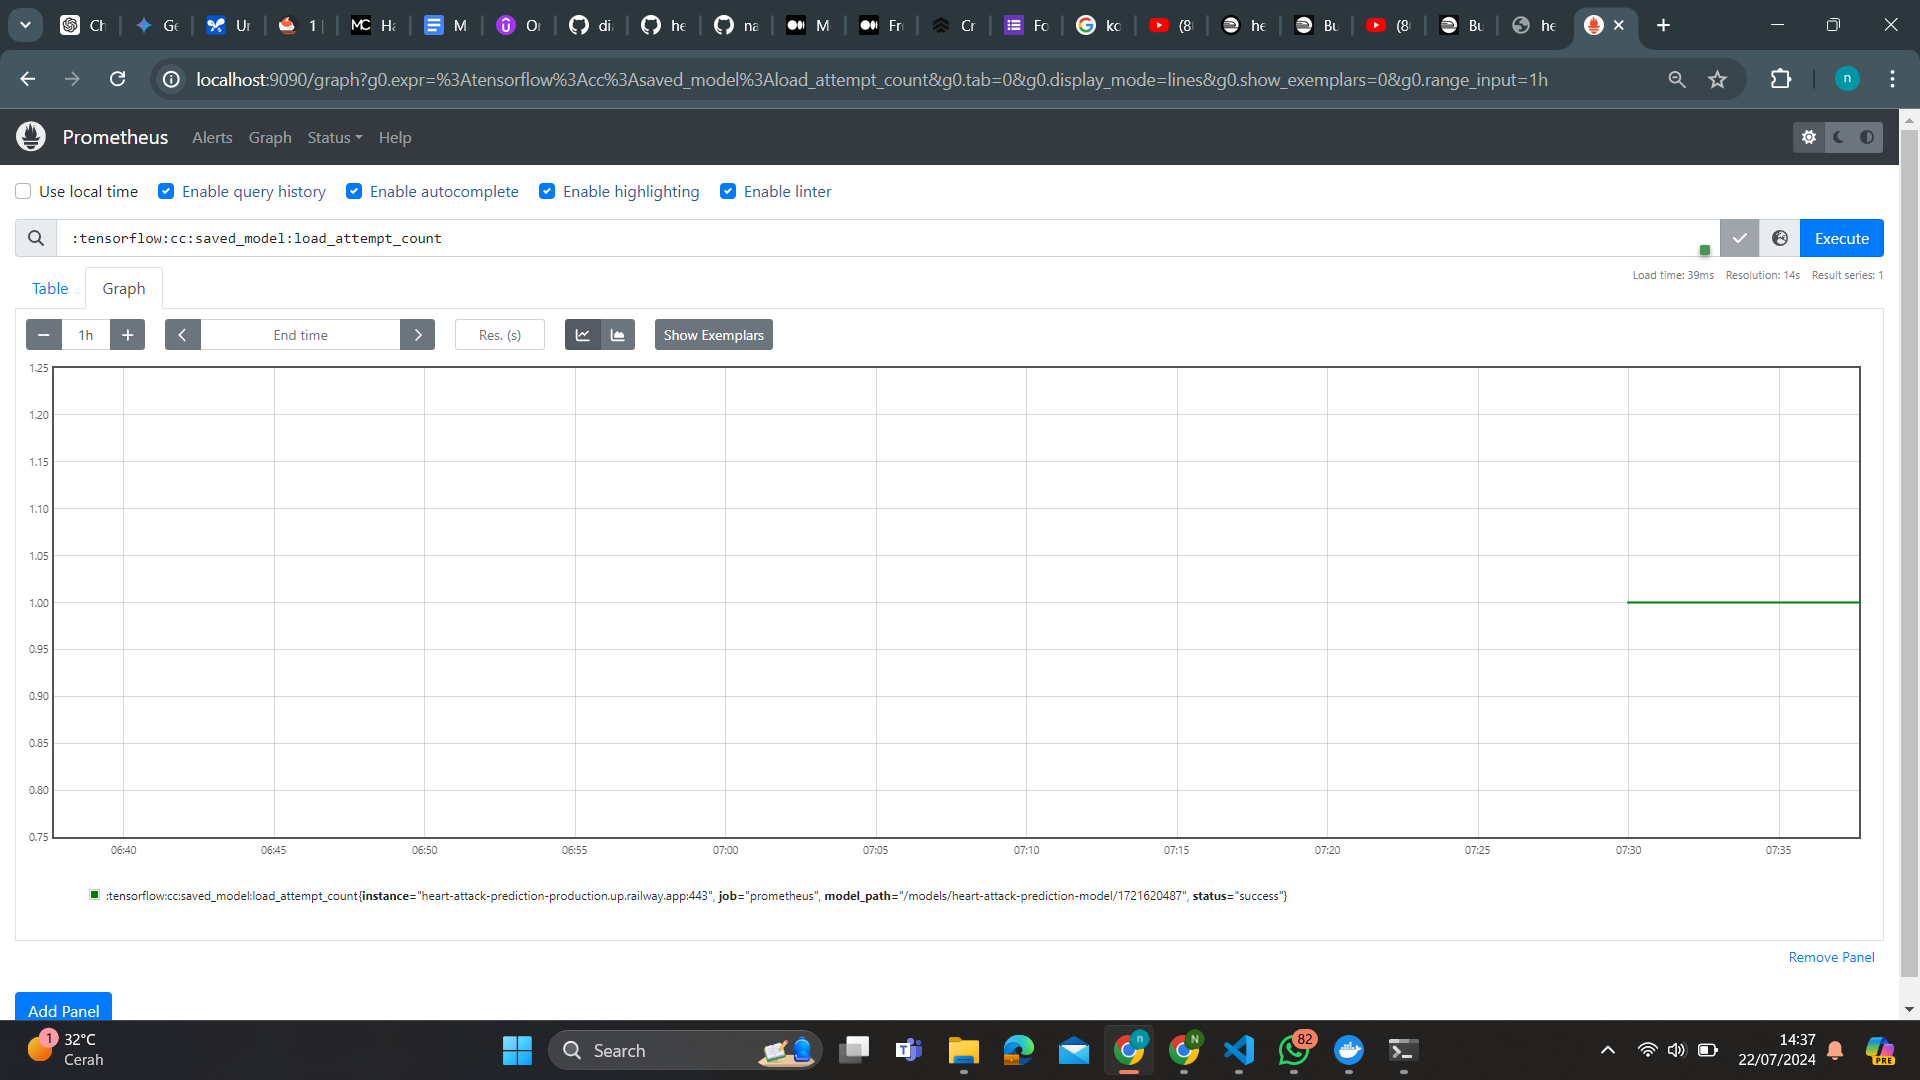 Ch
Ge
Ur
1 |
Ha
M
Or
di
he
na
M
Fr
Cr
Fo
ko
(8
he
Bu
(8
Bu
he
localhost:9090/graph?g0.expr=%3Atensorflow%3Acc%3Asaved_model%3Aload_attempt_count&g0.tab=0&g0.display_mode=lines&g0.show_exemplars=0&g0.range_input=1h
n
Prometheus Alerts Graph Status Help
Use local time Enable query history Enable autocomplete Enable highlighting Enable linter
:tensorflow:cc:saved_model:load_attempt_count
Execute
Load time: 39ms Resolution: 14s Result series: 1
Table Graph
1h End time Res. (s) Show Exemplars
1.25
1.20
1.15
1.10
1.05
1.00
0.95
0.90
0.85
0.80
0.75
06:40 06:45 06:50 06:55 07:00 07:05 07:10 07:15 07:20 07:25 07:30 07:35
:tensorflow:cc:saved_model:load_attempt_count{instance="heart-attack-prediction-production.up.railway.app:443", job="prometheus", model_path="/models/heart-attack-prediction-model/1721620487", status="success"}
Remove Panel
Add Panel
1
32°C
Cerah
Search
n
N
82
14:37
22/07/2024
PRE